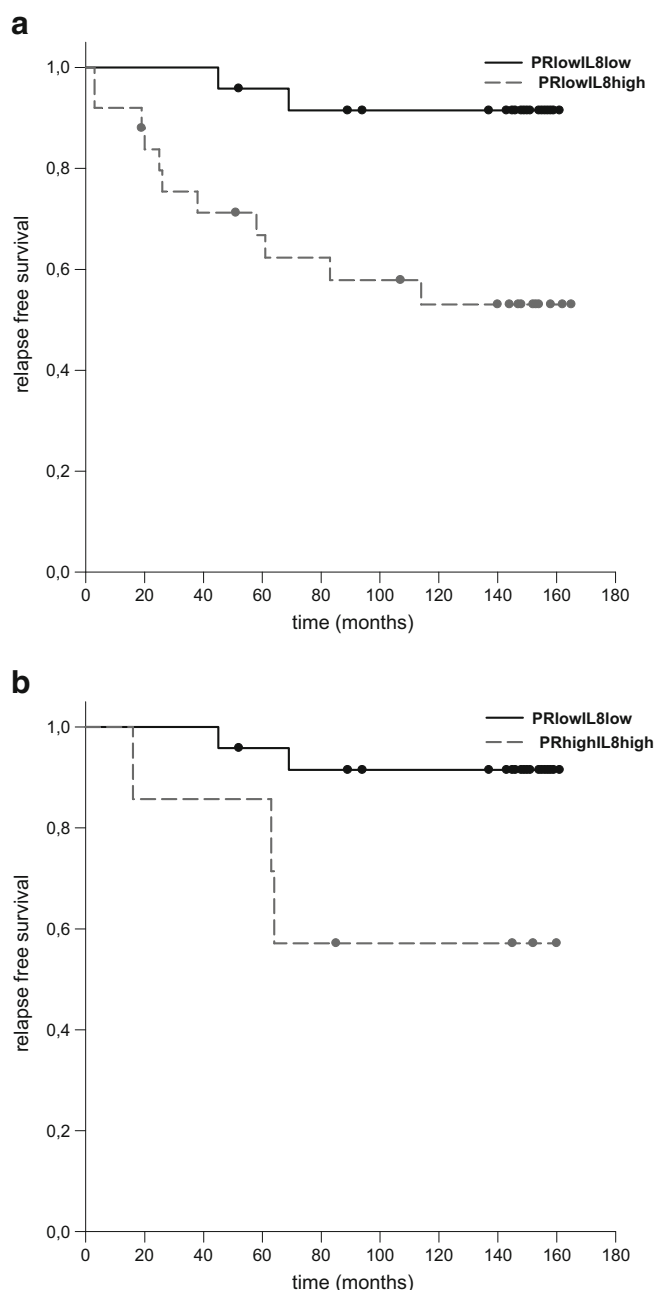 a
PRlowIL8low
PRlowIL8high
1,0
0,8
0,6
0,4
0,2
0,0
relapse free survival
0 20 40 60 80 100 120 140 160 180
time (months)
b
PRlowIL8low
PRhighIL8high
1,0
0,8
0,6
0,4
0,2
0,0
relapse free survival
0 20 40 60 80 100 120 140 160 180
time (months)